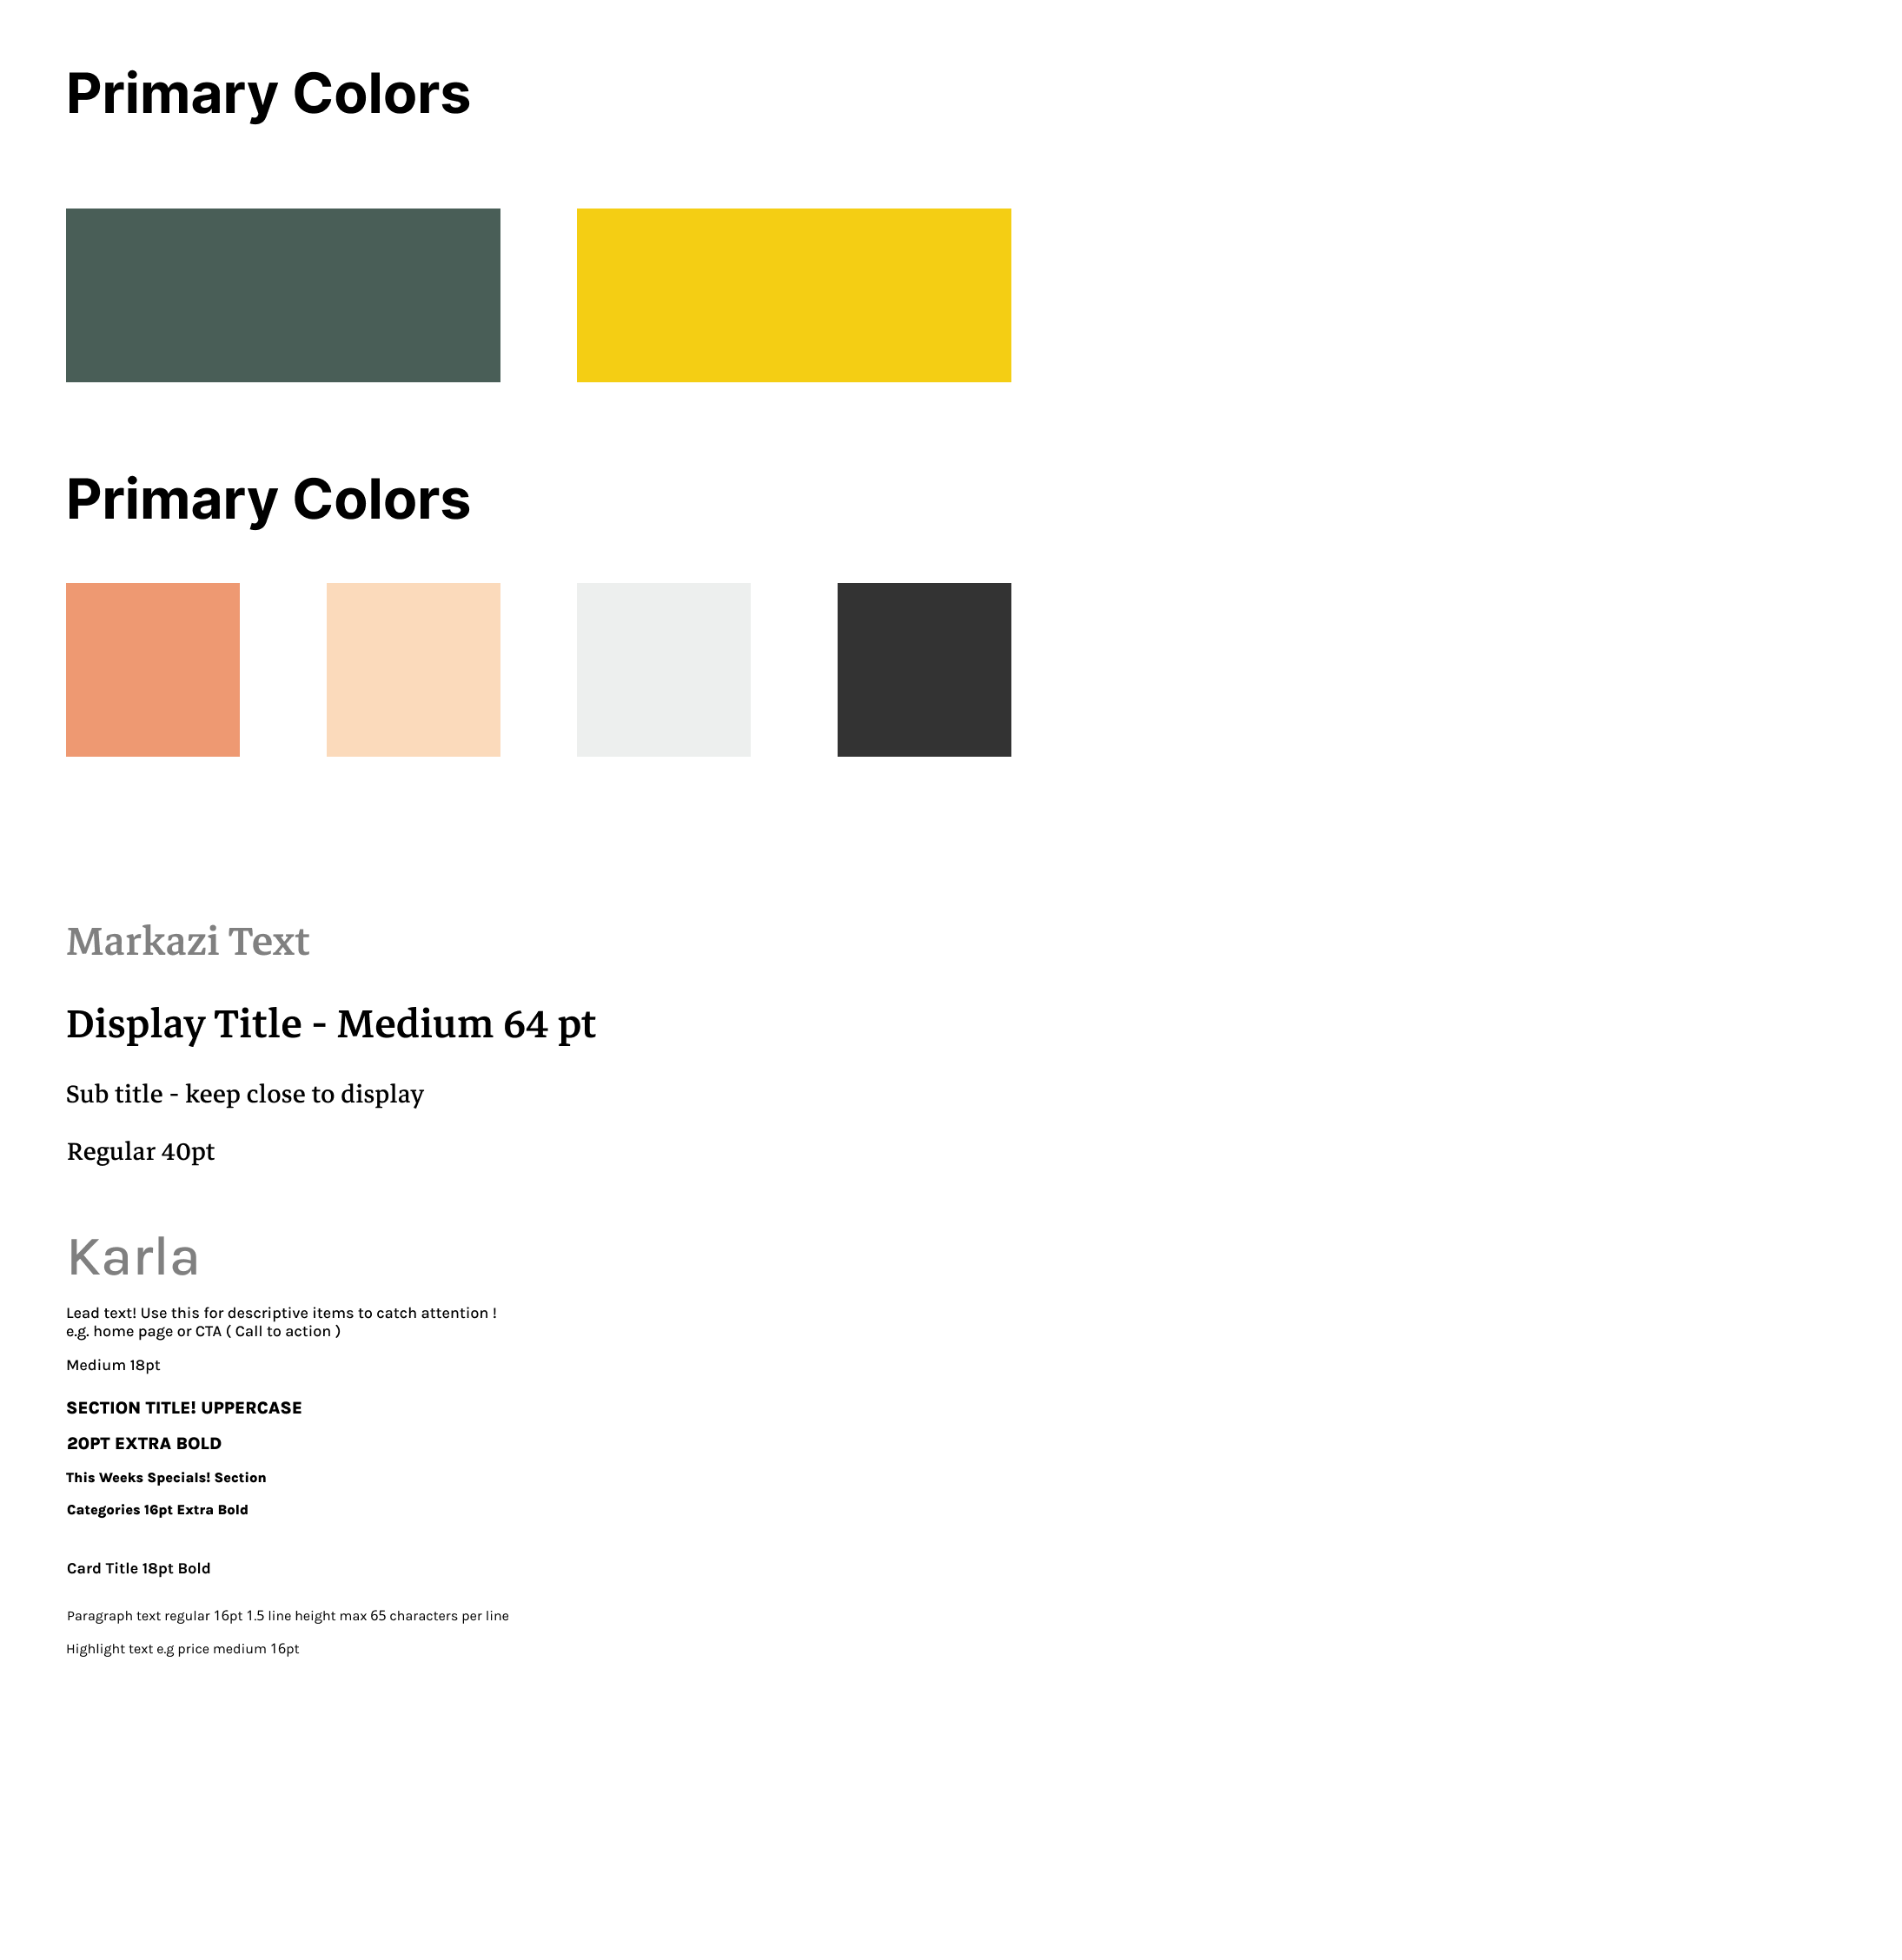 Primary Colors
Primary Colors
Markazi Text
Display Title - Medium 64 pt
Sub title - keep close to display
Regular 40pt
Karla
Lead text! Use this for descriptive items to catch attention !
e.g. home page or CTA ( Call to action )
Medium 18pt
SECTION TITLE! UPPERCASE
20PT EXTRA BOLD
This Weeks Specials! Section
Categories 16pt Extra Bold
Card Title 18pt Bold
Paragraph text regular 16pt 1.5 line height max 65 characters per line
Highlight text e.g price medium 16pt